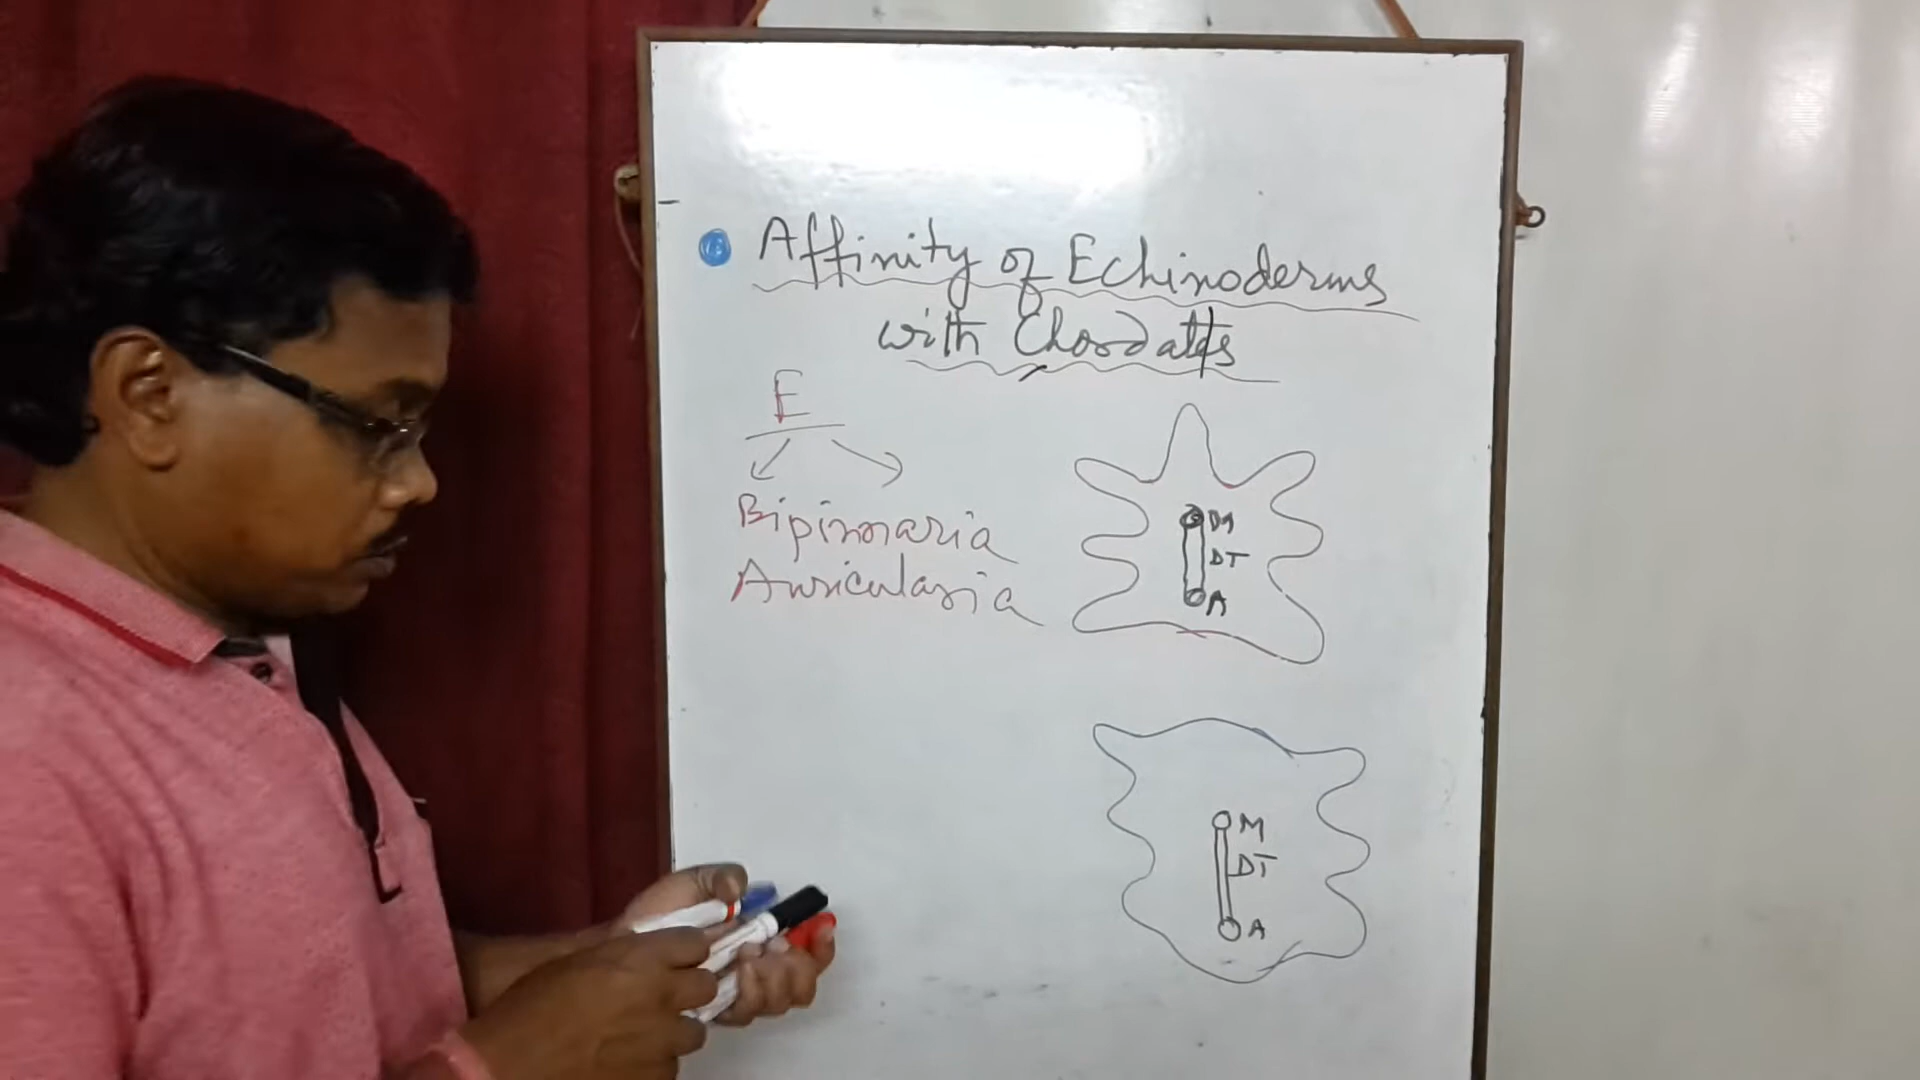 Affinity of Echinoderms
with Chordates
E
Bipinnaria
Auricularia
M
DT
A
M
DT
A